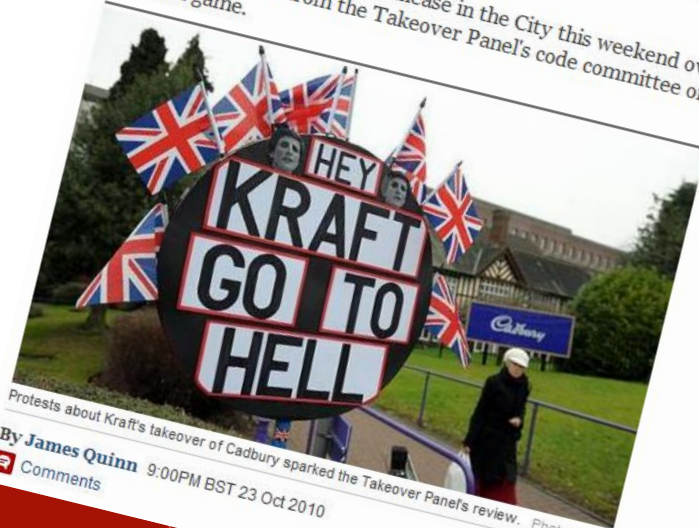 in the City this weekend
the Takeover Panel's code committee
game.
HEY
KRAFT
GO TO
HELL
Cadbury
Protests about Kraft's takeover of Cadbury sparked the Takeover Panel's review.
By James Quinn 9:00PM BST 23 Oct 2010
Comments